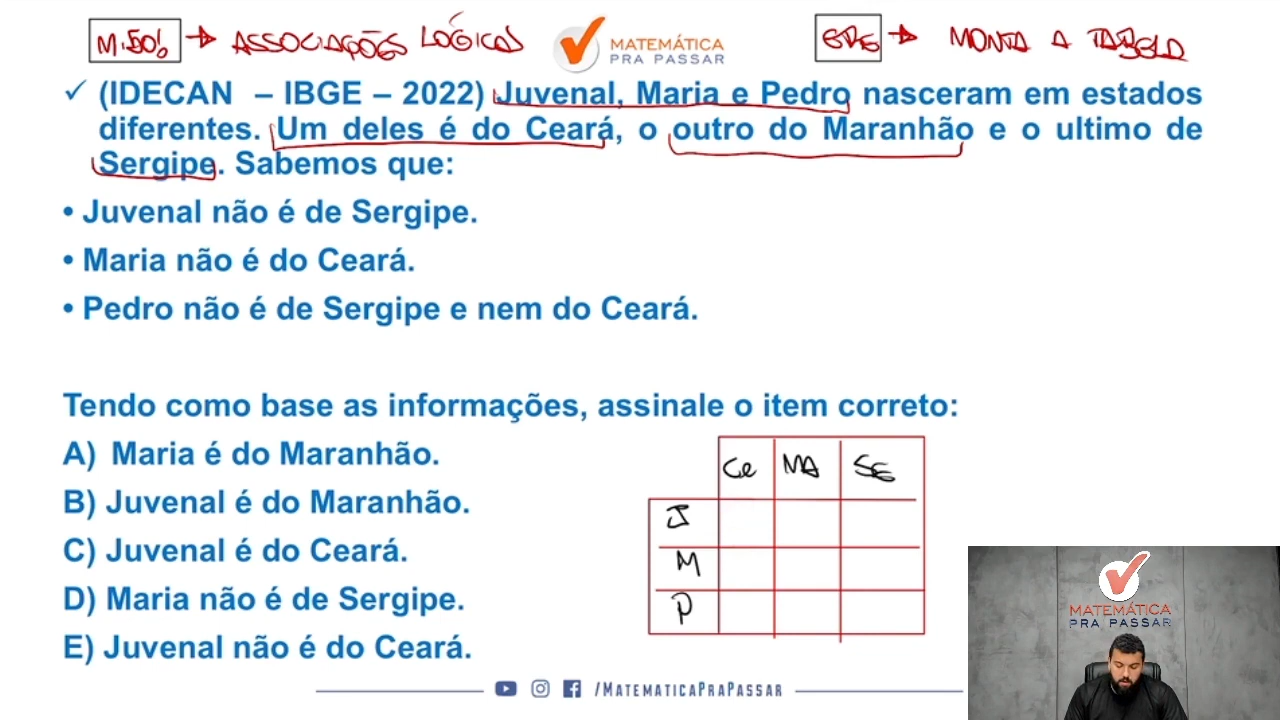 M.50! → ASSOCIAÇÕES LÓGICAS
MATEMÁTICA
PRA PASSAR
→ MONTA A TABELA
✓ (IDECAN – IBGE – 2022) Juvenal, Maria e Pedro nasceram em estados
diferentes. Um deles é do Ceará, o outro do Maranhão e o ultimo de
Sergipe. Sabemos que:
• Juvenal não é de Sergipe.
• Maria não é do Ceará.
• Pedro não é de Sergipe e nem do Ceará.
Tendo como base as informações, assinale o item correto:
A) Maria é do Maranhão.
B) Juvenal é do Maranhão.
C) Juvenal é do Ceará.
D) Maria não é de Sergipe.
E) Juvenal não é do Ceará.
Ce MA SE
J
M
P
MATEMÁTICA
PRA PASSAR
/MATEMATICAPRAPASSAR